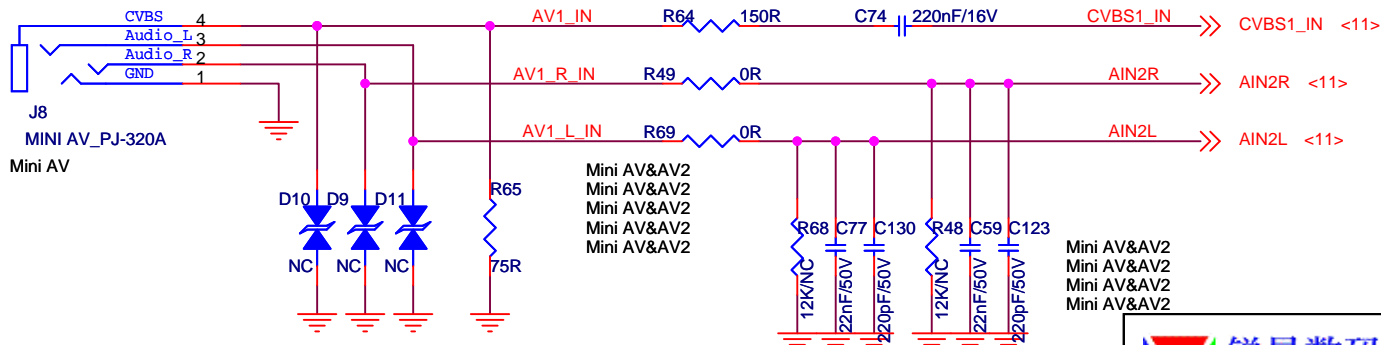 CVBS 4 AV1_IN R64 150R C74 220nF/16V CVBS1_IN CVBS1_IN <11>
Audio_L 3
Audio_R 2
GND 1 AV1_R_IN R49 0R AIN2R AIN2R <11>
J8
MINI AV_PJ-320A AV1_L_IN R69 0R AIN2L AIN2L <11>
Mini AV
Mini AV&AV2
Mini AV&AV2
Mini AV&AV2
Mini AV&AV2
Mini AV&AV2
D10 D9 D11 R65
NC NC NC 75R
R68 C77 C130 R48 C59 C123
12K/NC 22nF/50V 220pF/50V 12K/NC 22nF/50V 220pF/50V
Mini AV&AV2
Mini AV&AV2
Mini AV&AV2
Mini AV&AV2